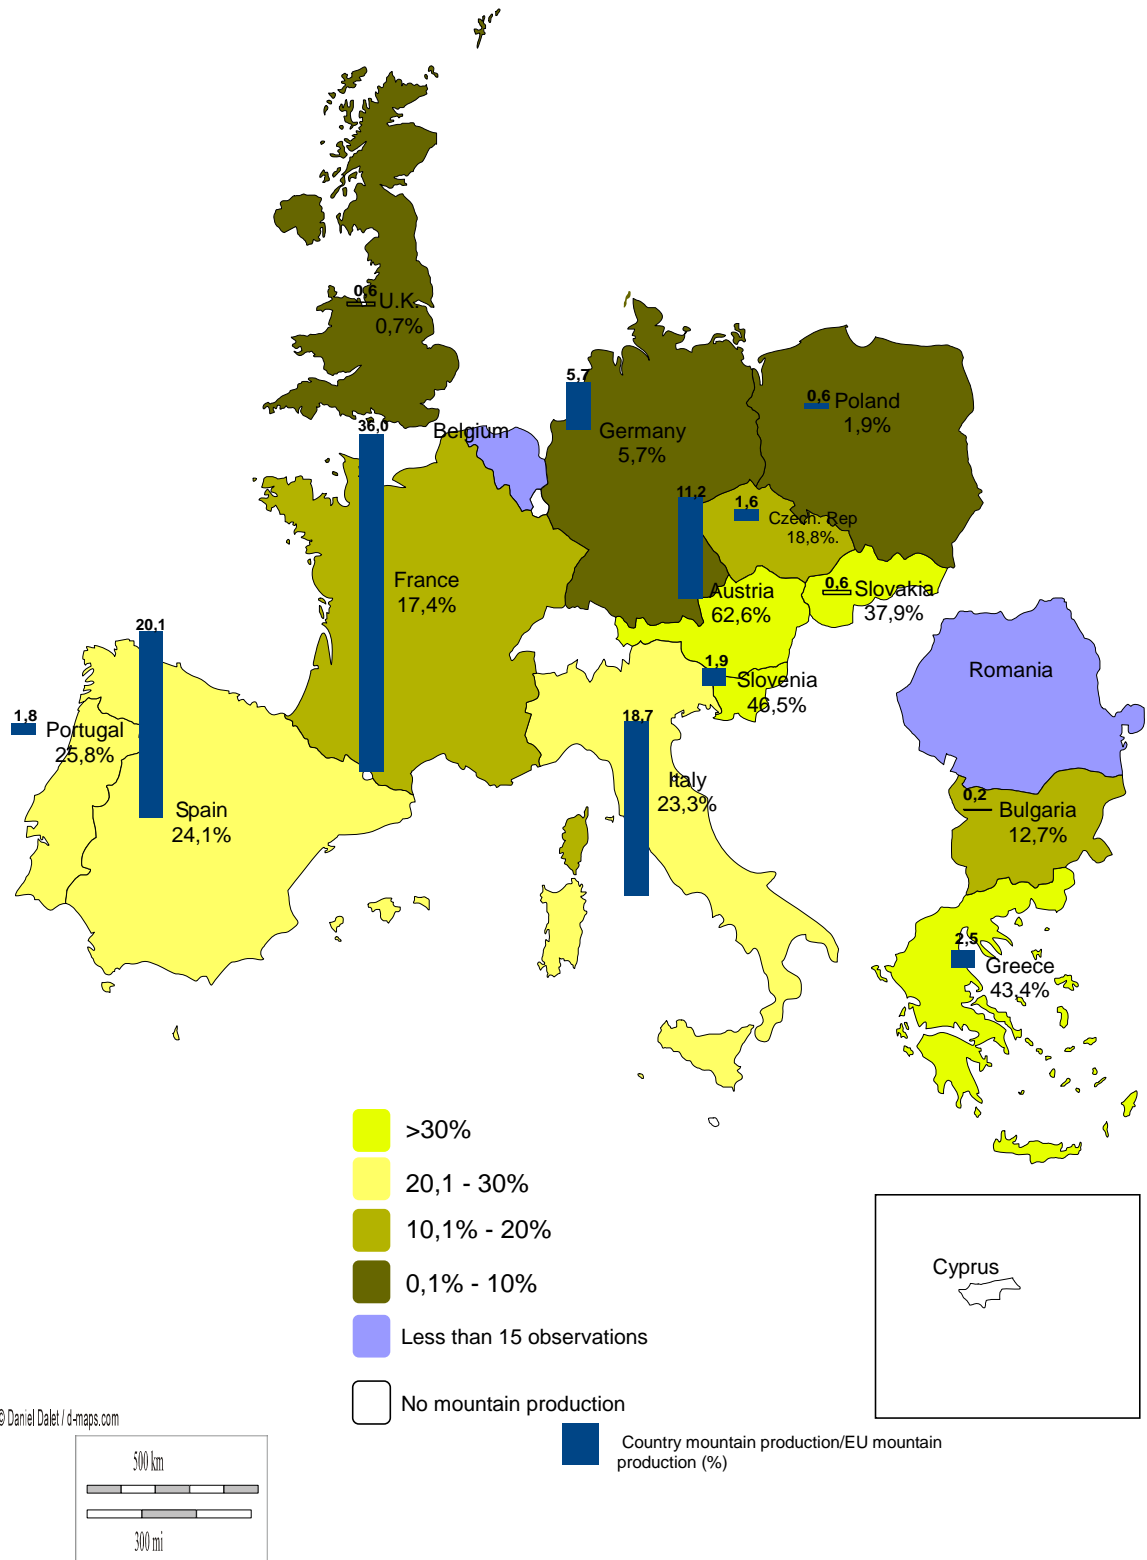 0,6
U.K.
0,7%
5,7
Germany
5,7%
0,6
Poland
1,9%
36,0
Belgium
11,2
1,6
Czech. Rep
18,8%.
France
17,4%
Austria
62,6%
0,6
Slovakia
37,9%
20,1
1,9
Slovenia
46,5%
Romania
1,8
Portugal
25,8%
18,7
Italy
23,3%
Spain
24,1%
0,2
Bulgaria
12,7%
2,5
Greece
43,4%
>30%
20,1 - 30%
10,1% - 20%
0,1% - 10%
Less than 15 observations
No mountain production
Cyprus
© Daniel Dalet / d-maps.com
Country mountain production/EU mountain
production (%)
500 km
300 mi